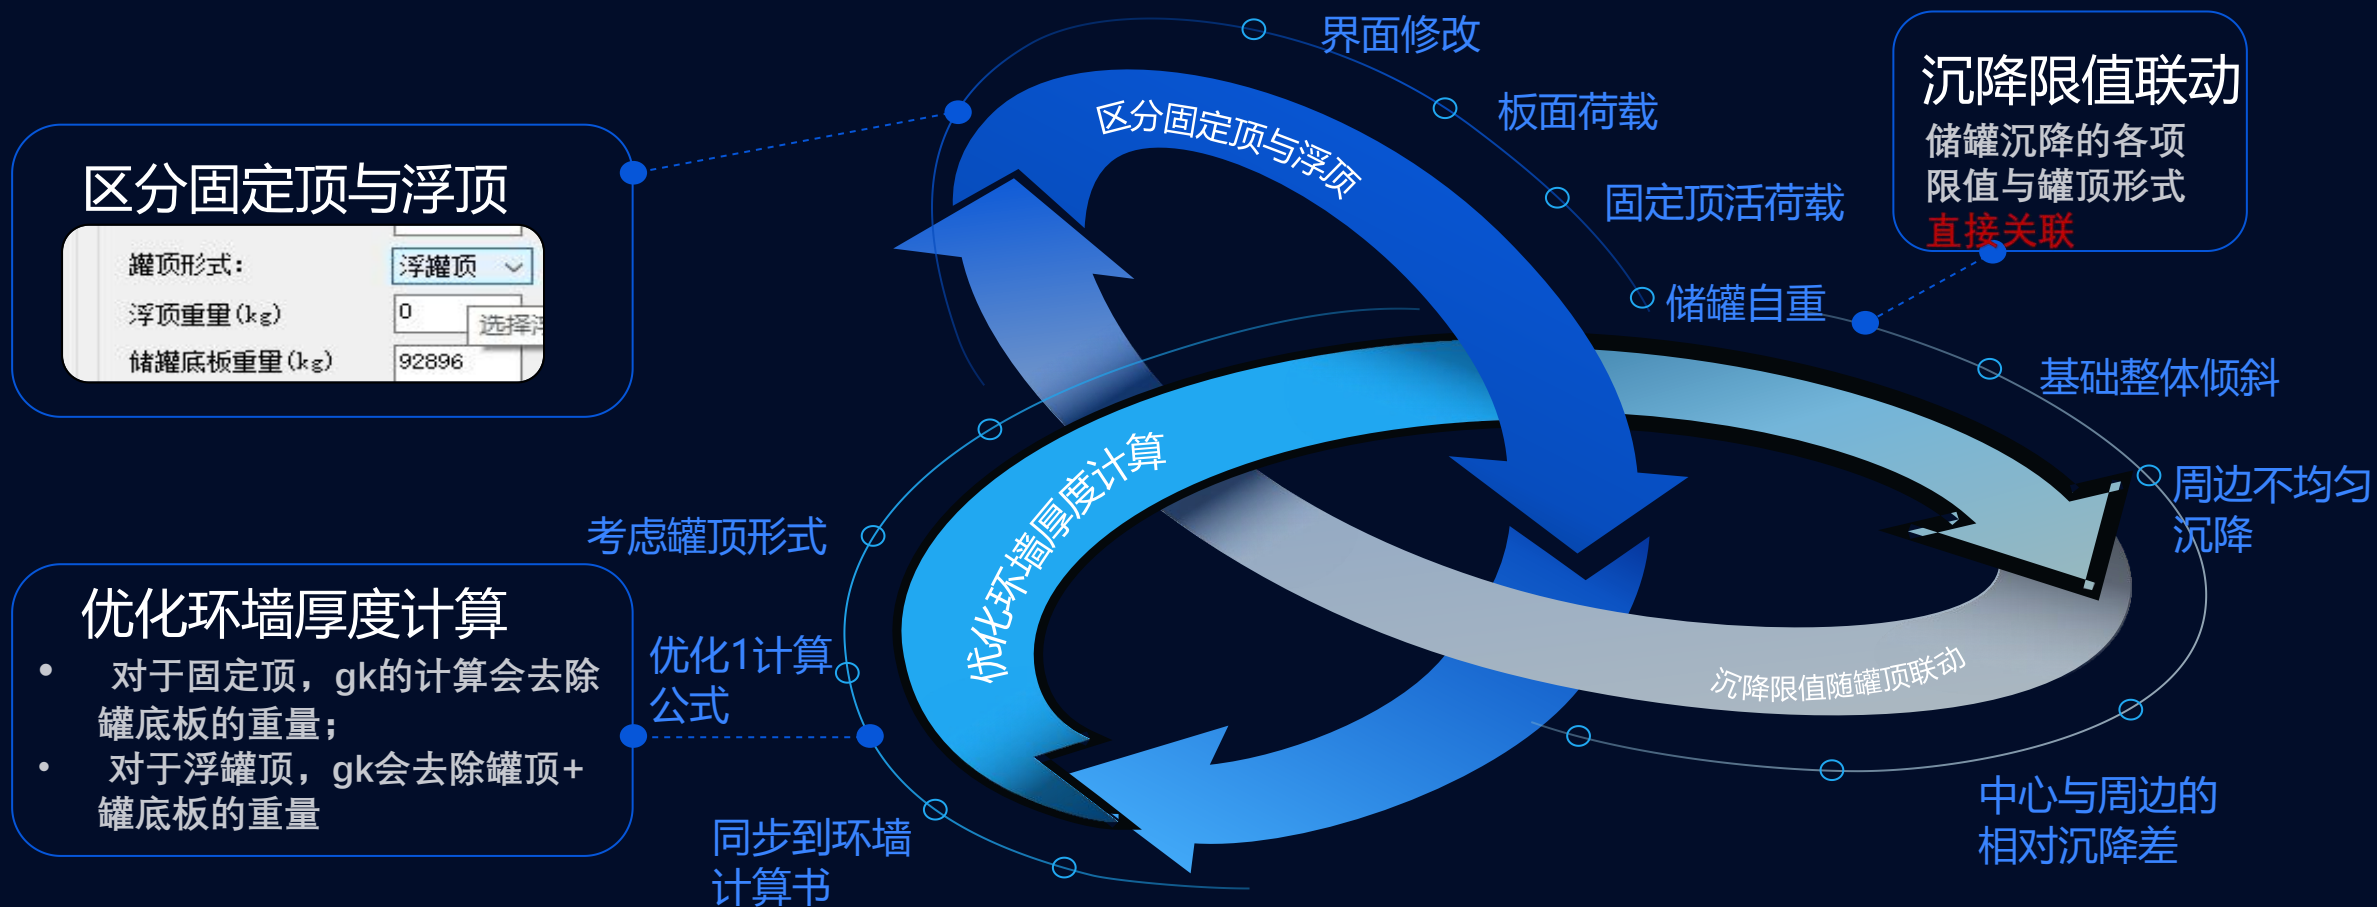 区分固定顶与浮顶
罐顶形式:
浮罐顶
浮顶重量(kg)
0
选择
储罐底板重量(kg)
92896
优化环墙厚度计算
• 对于固定顶，gk的计算会去除
罐底板的重量；
• 对于浮罐顶，gk会去除罐顶+
罐底板的重量
区分固定顶与浮顶
界面修改
板面荷载
固定顶活荷载
储罐自重
优化环墙厚度计算
考虑罐顶形式
优化1计算
公式
同步到环墙
计算书
沉降限值联动
储罐沉降的各项
限值与罐顶形式
直接关联
沉降限值随罐顶联动
基础整体倾斜
周边不均匀
沉降
中心与周边的
相对沉降差